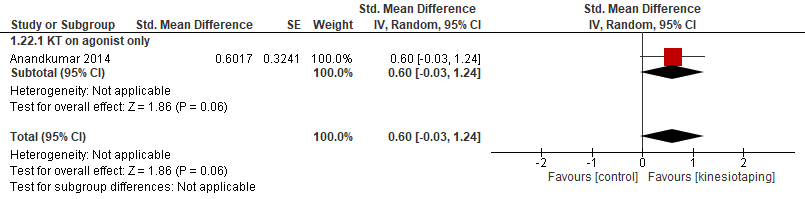 Std. Mean Difference Std. Mean Difference
Study or Subgroup Std. Mean Difference SE Weight IV, Random, 95% CI IV, Random, 95% CI
1.22.1 KT on agonist only
Anandkumar 2014 0.6017 0.3241 100.0% 0.60 [-0.03, 1.24]
Subtotal (95% CI) 100.0% 0.60 [-0.03, 1.24]
Heterogeneity: Not applicable
Test for overall effect: Z = 1.86 (P = 0.06)
Total (95% CI) 100.0% 0.60 [-0.03, 1.24]
Heterogeneity: Not applicable
Test for overall effect: Z = 1.86 (P = 0.06)
Test for subgroup differences: Not applicable
-2 -1 0 1 2
Favours [control] Favours [kinesiotaping]